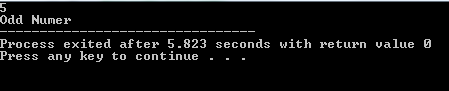 5
Odd Numer
--------------------------------
Process exited after 5.823 seconds with return value 0
Press any key to continue . . .